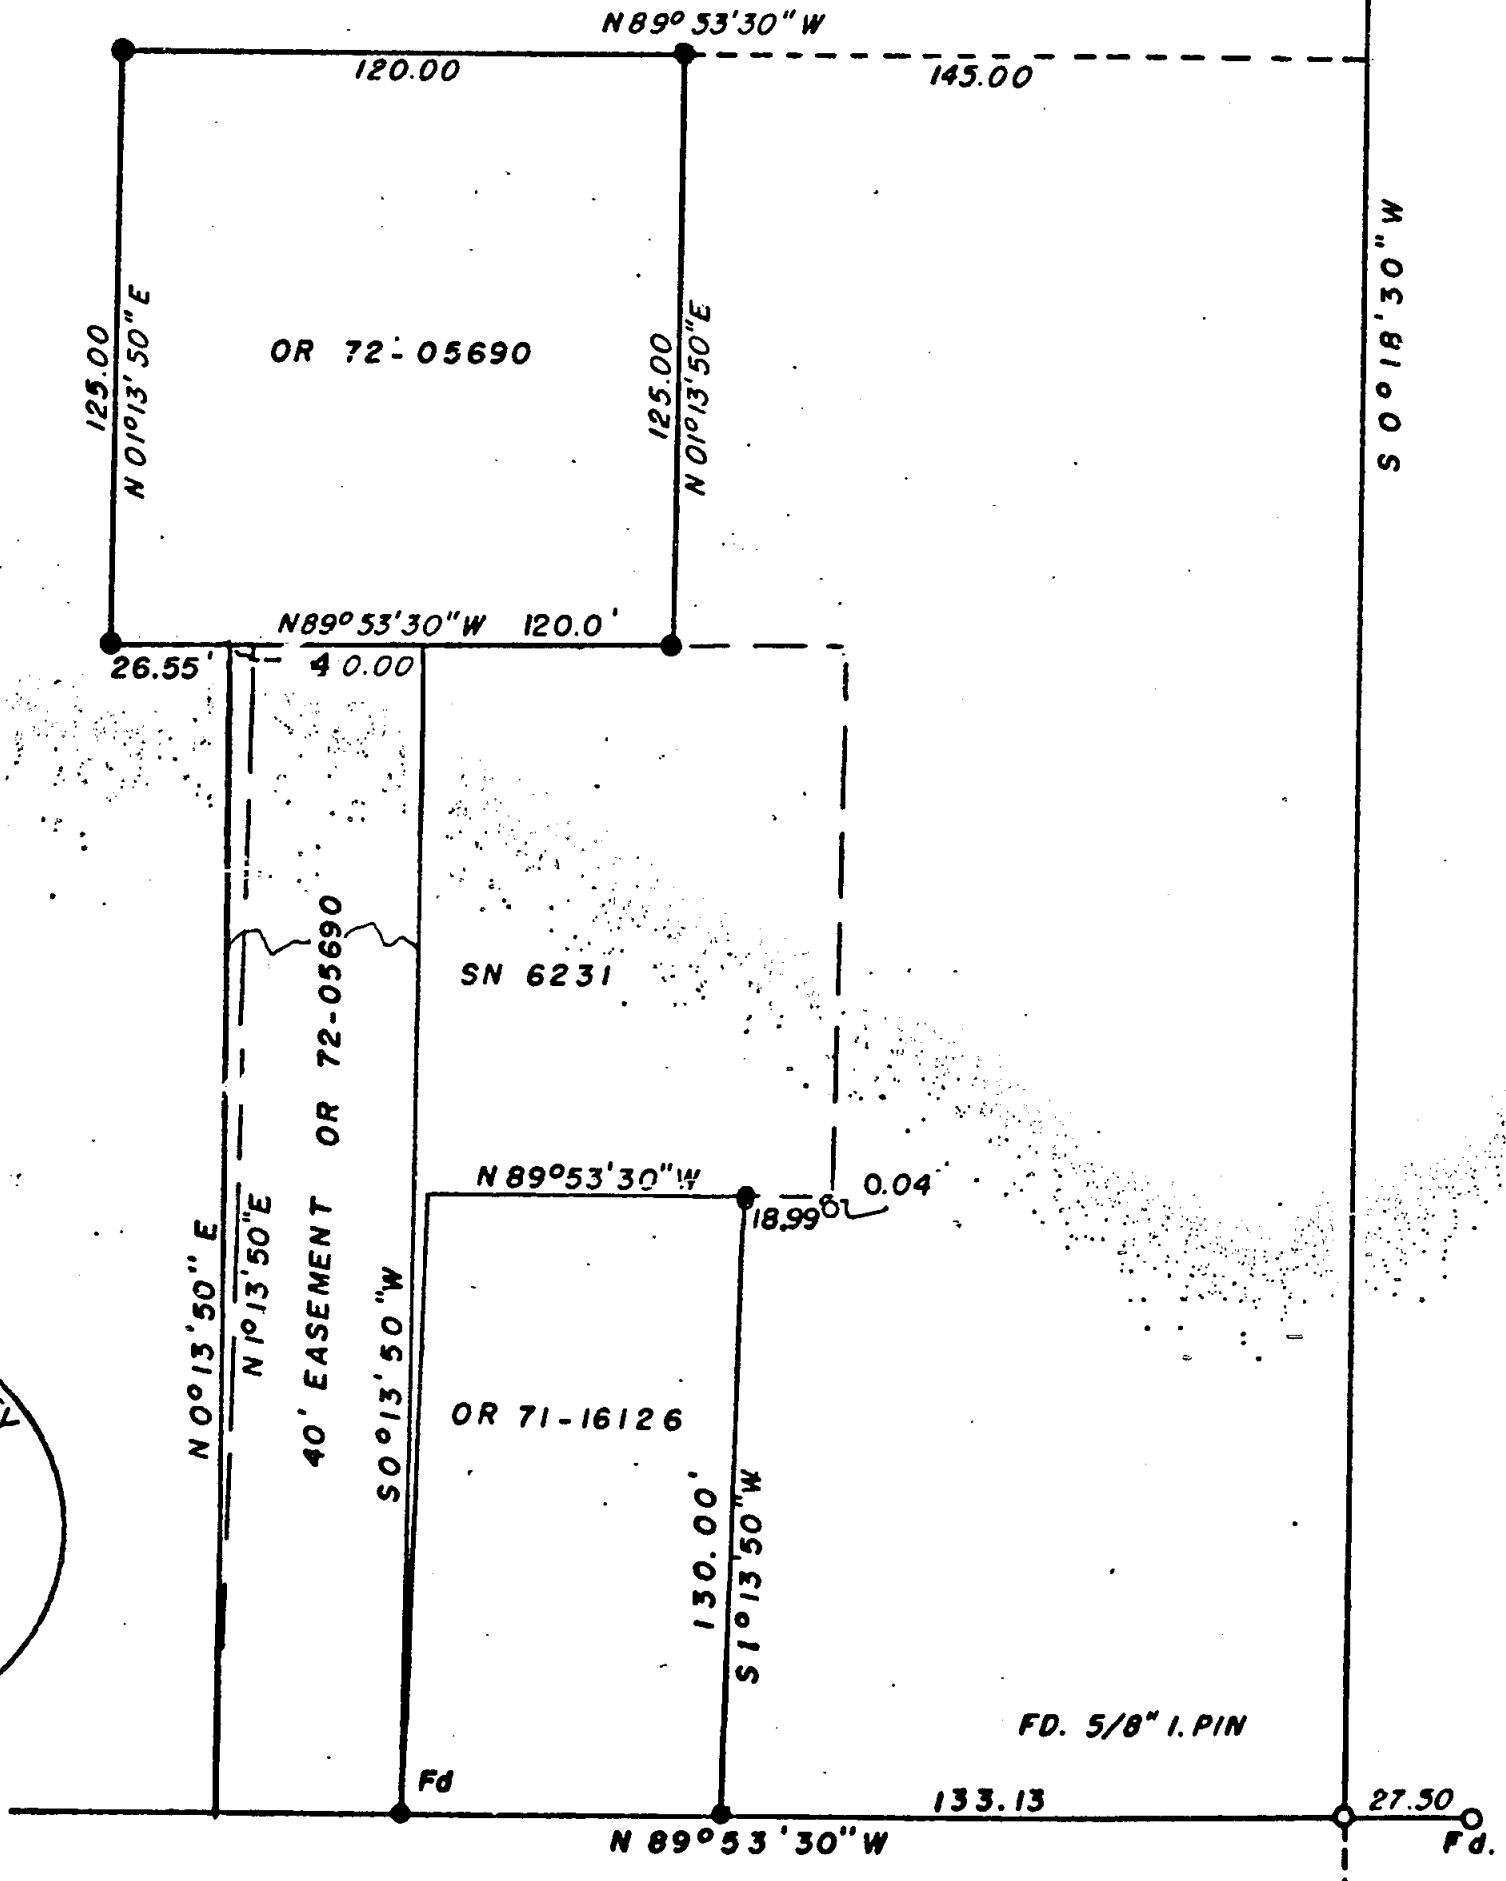 N89° 53'30" W
120.00
145.00
S 0°18'30" W
125.00
N 01°13'50" E
OR 72-05690
125.00
N 01°13'50" E
N89° 53'30" W 120.0'
26.55'
40.00
40' EASEMENT OR 72-05690
SN 6231
N 89°53'30" W
0.04
18.99
N 0°13'50" E
N 1°13'50" E
S 0°13'50" W
OR 71-16126
130.00'
S 1°13'50" W
FD. 5/8" I. PIN
Fd
133.13
27.50
N 89°53'30" W
Fd.
Y